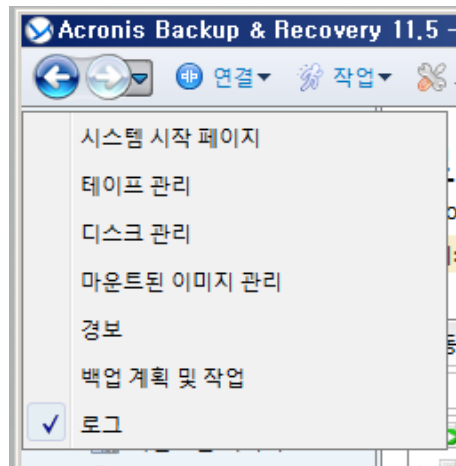 Acronis Backup & Recovery 11.5 -
연결 작업
시스템 시작 페이지
테이프 관리
디스크 관리
마운트된 이미지 관리
경보
백업 계획 및 작업
로그